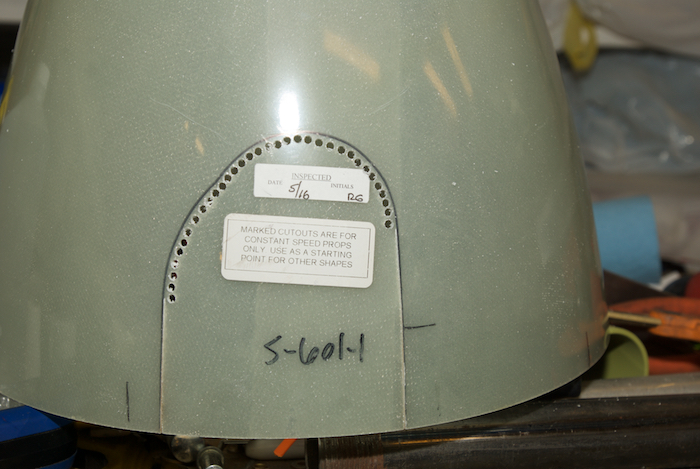 INSPECTED
DATE 5/16 INITIALS RG
MARKED CUTOUTS ARE FOR
CONSTANT SPEED PROPS
ONLY. USE AS A STARTING
POINT FOR OTHER SHAPES
S-601-1